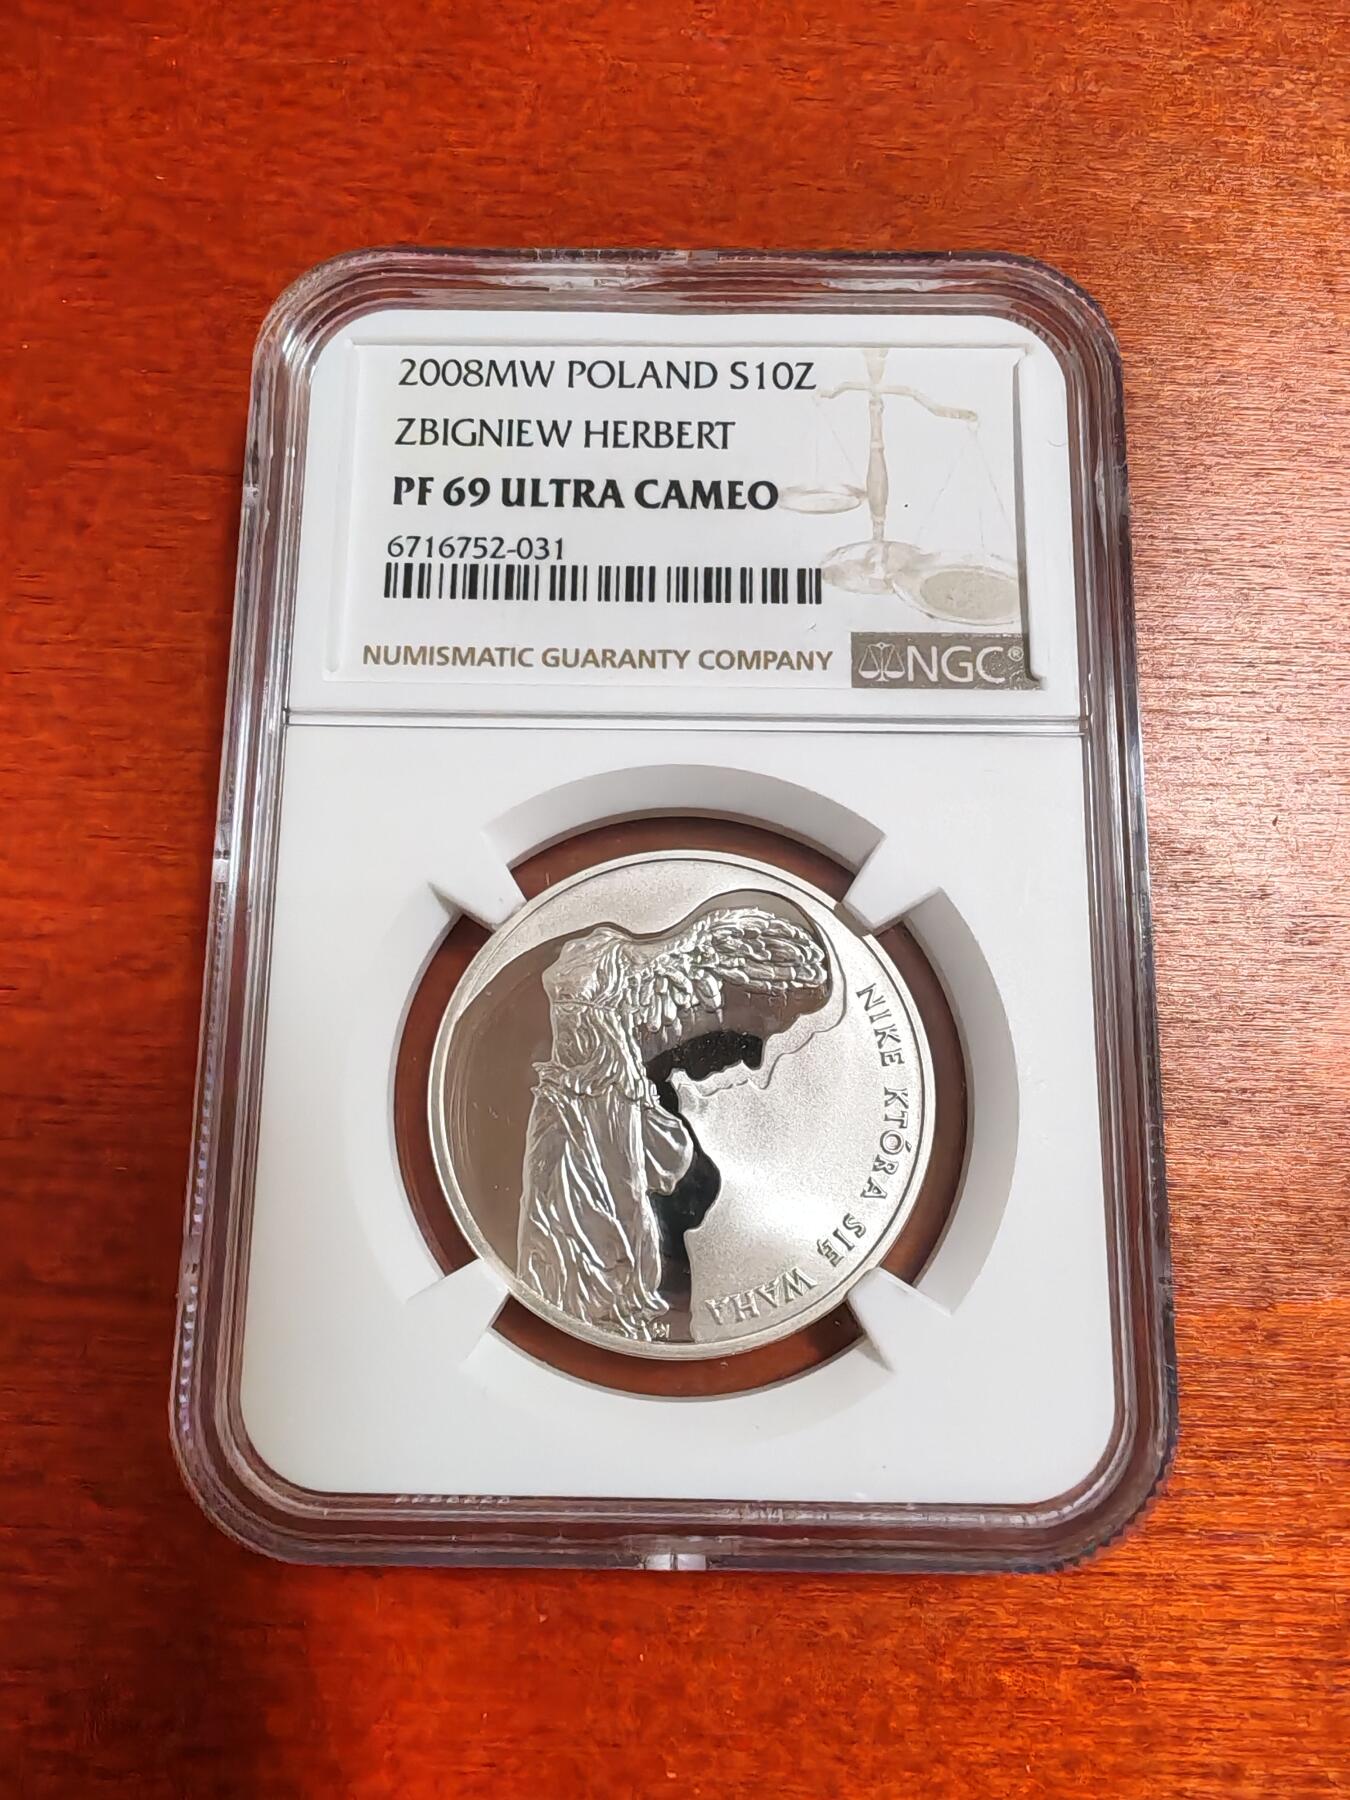 2008MW POLAND S10Z
ZBIGNIEW HERBERT
PF 69 ULTRA CAMEO
6716752-031
NUMISMATIC GUARANTY COMPANY
NGC®
NIKE KTÓRA SIĘ WAHA